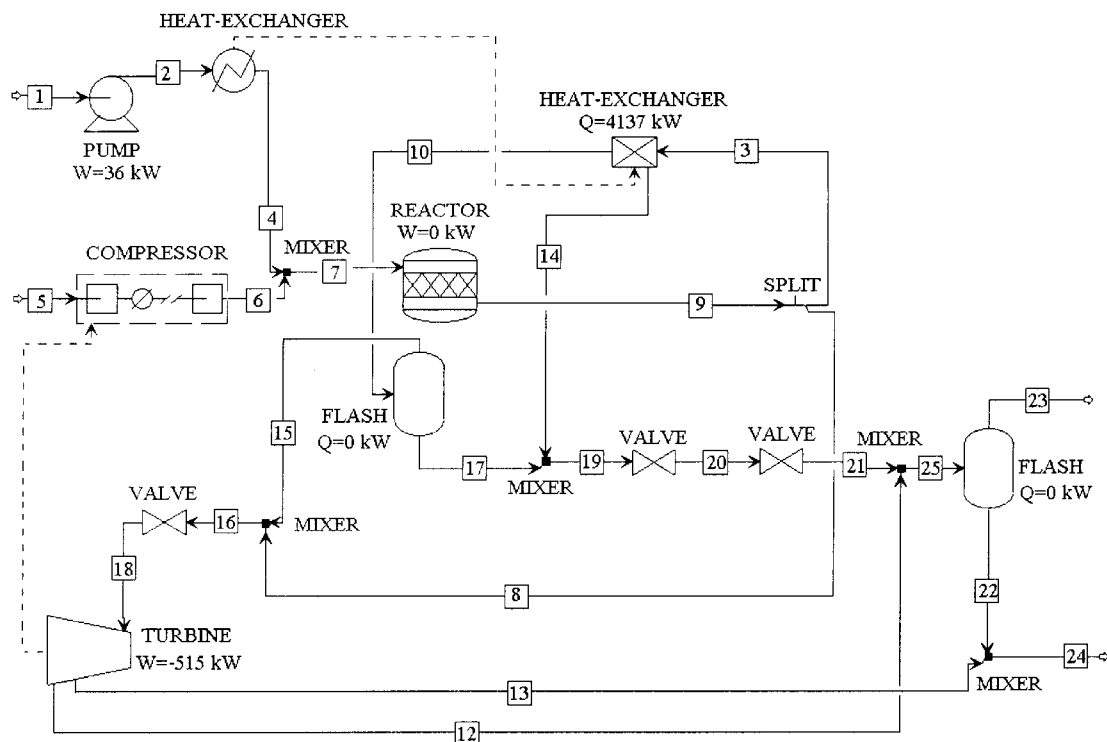 HEAT-EXCHANGER
1
2
PUMP
W=36 kW
HEAT-EXCHANGER
Q=4137 kW
10
3
4
REACTOR
W=0 kW
MIXER
7
14
COMPRESSOR
5
6
9
SPLIT
15
FLASH
Q=0 kW
17
MIXER
19
VALVE
20
VALVE
21
MIXER
25
23
FLASH
Q=0 kW
VALVE
16
MIXER
18
8
22
TURBINE
W=-515 kW
13
12
24
MIXER